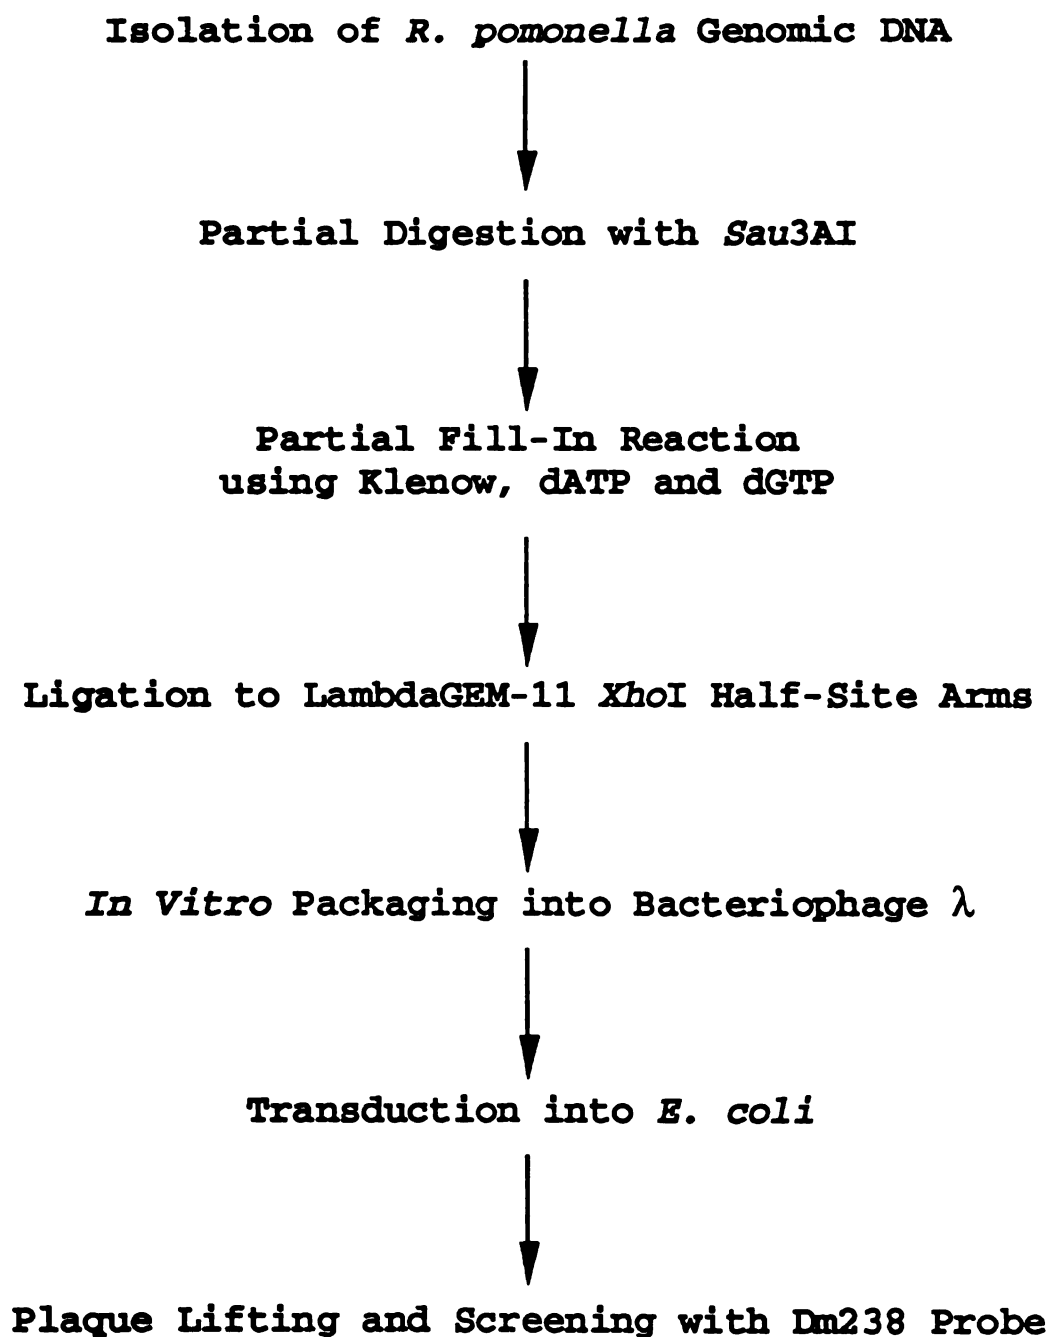 Isolation of R. pomonella Genomic DNA
Partial Digestion with Sau3AI
Partial Fill-In Reaction
using Klenow, dATP and dGTP
Ligation to LambdaGEM-11 XhoI Half-Site Arms
In Vitro Packaging into Bacteriophage λ
Transduction into E. coli
Plaque Lifting and Screening with Dm238 Probe